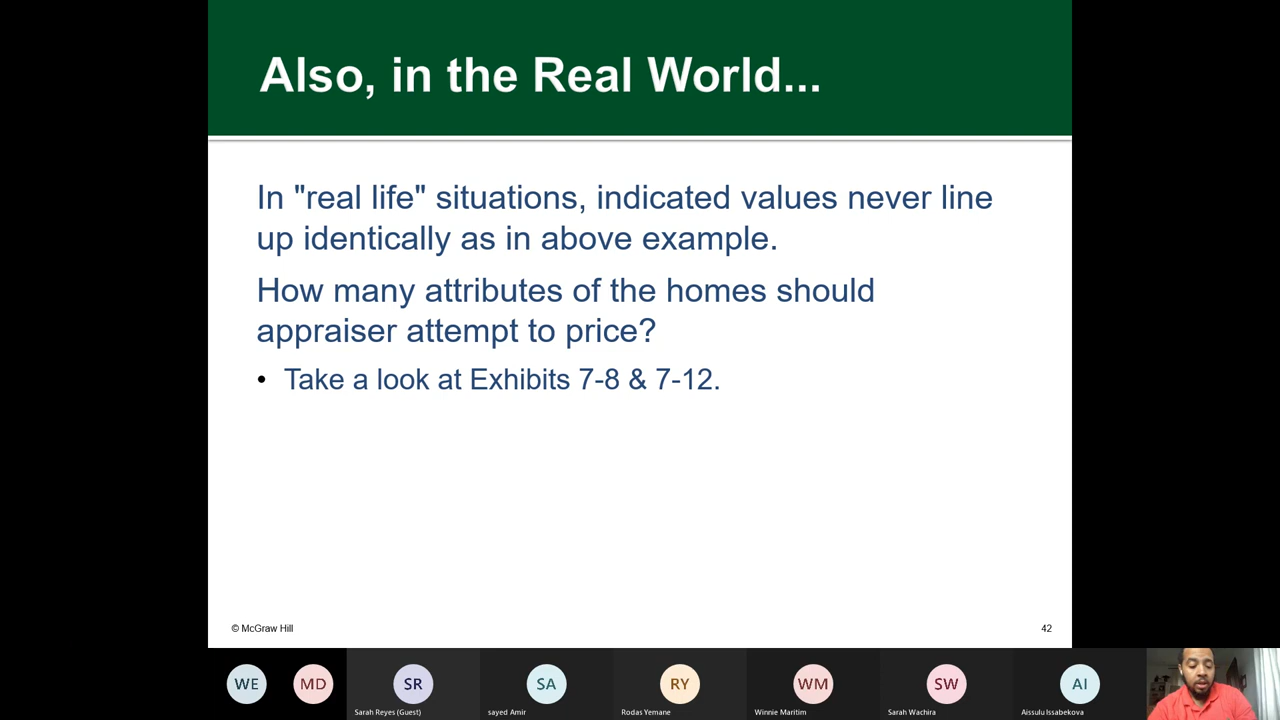 Also, in the Real World...
In "real life" situations, indicated values never line
up identically as in above example.
How many attributes of the homes should
appraiser attempt to price?
• Take a look at Exhibits 7-8 & 7-12.
© McGraw Hill
42
WE
MD
SR
SA
RY
WM
SW
AI
Sarah Reyes (Guest)
sayed Amir
Rodas Yemane
Winnie Maritim
Sarah Wachira
Aissulu Issabekova